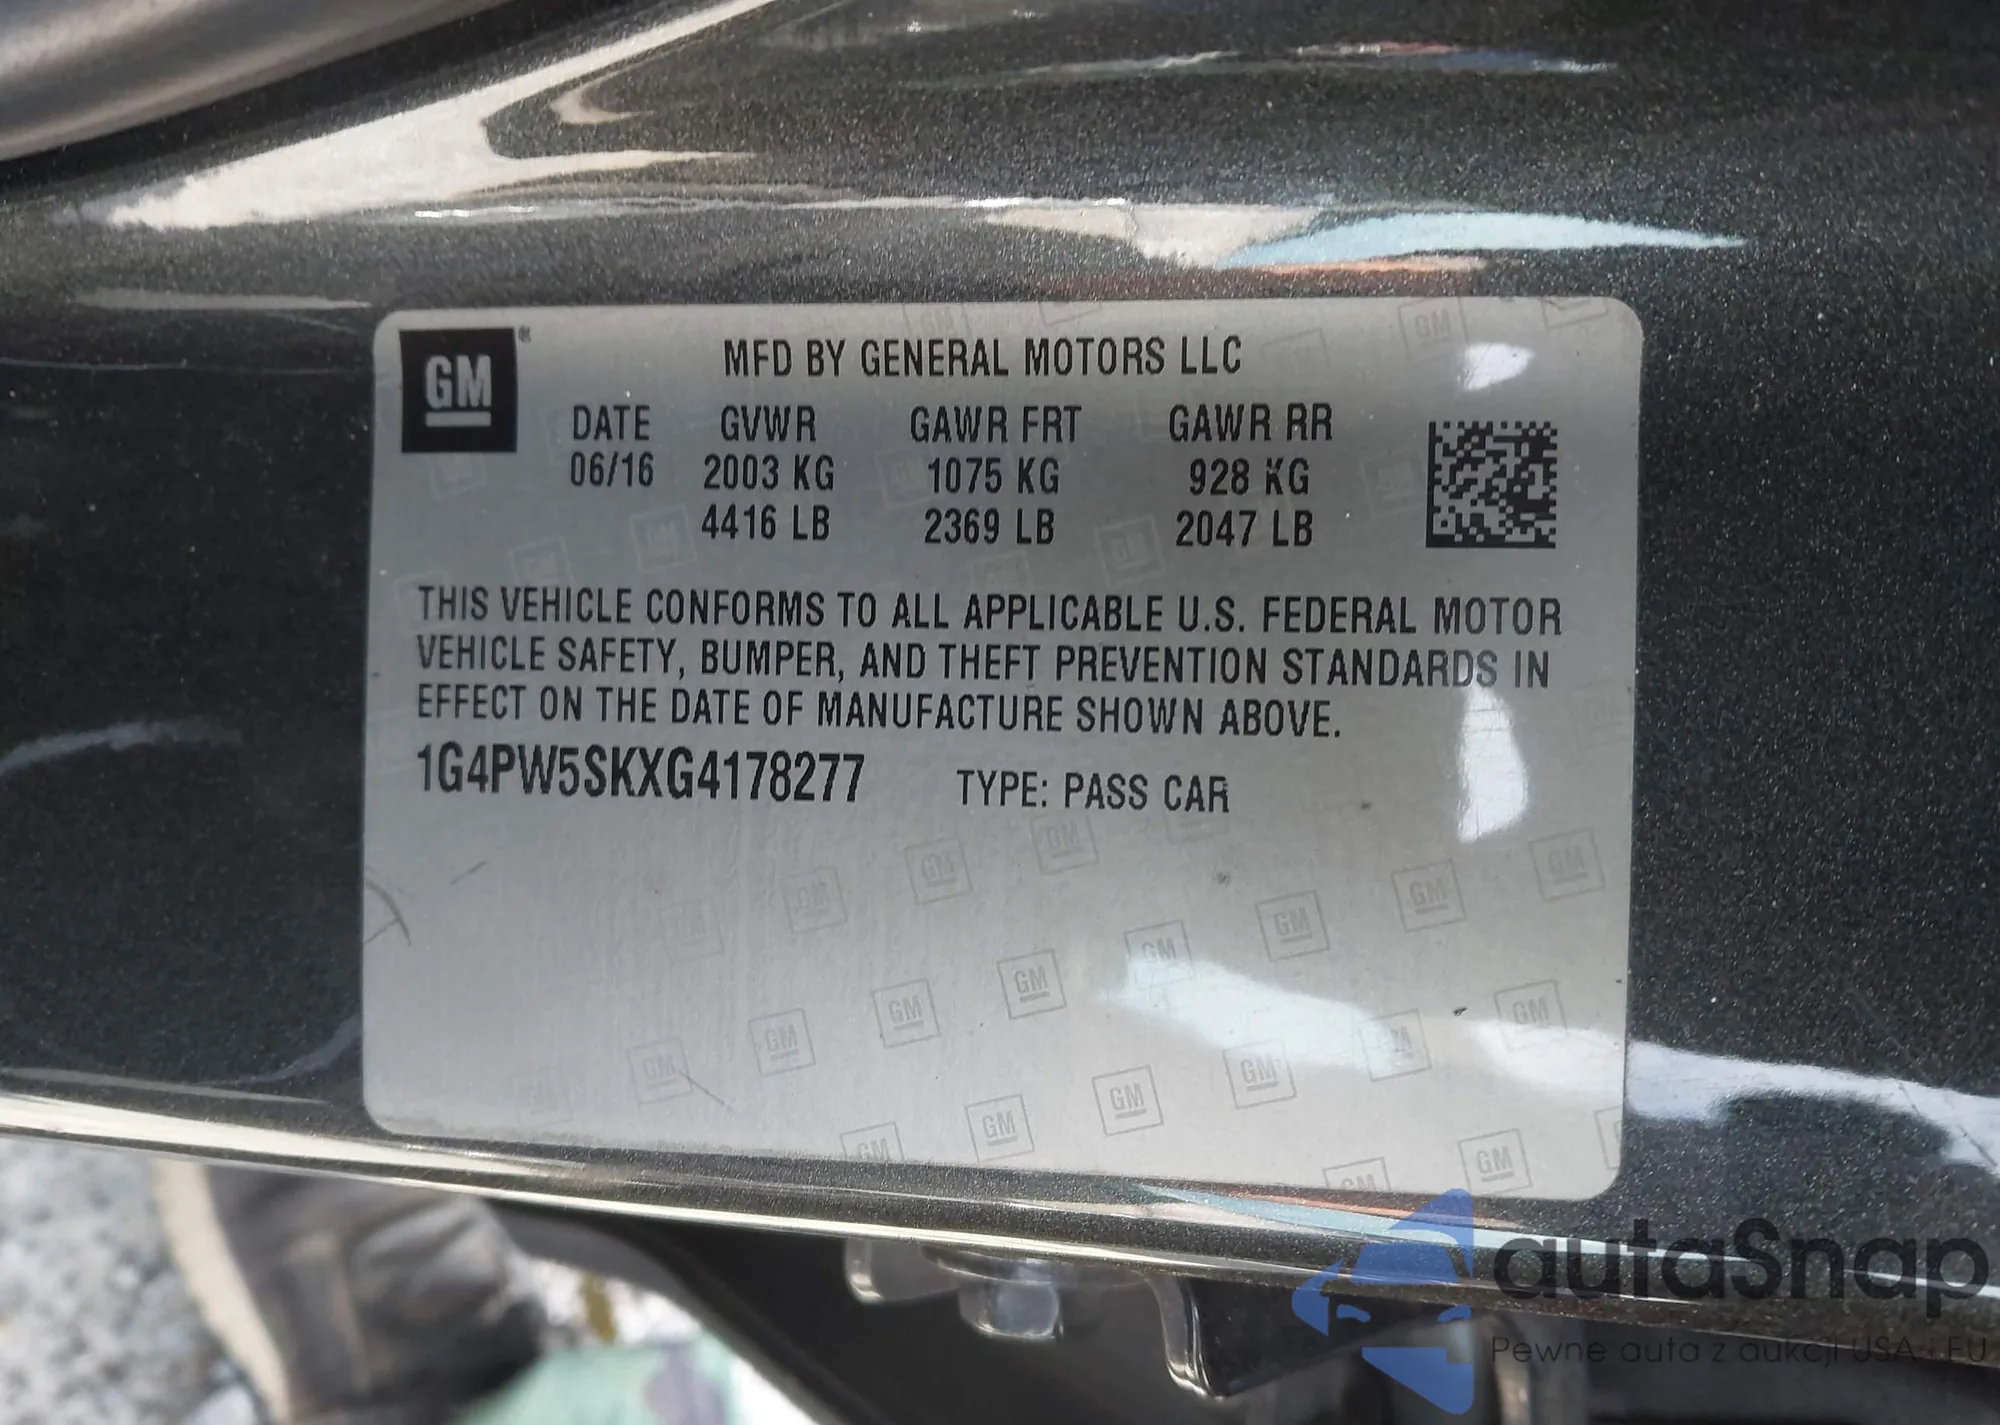 GM ®
MFD BY GENERAL MOTORS LLC
DATE GVWR GAWR FRT GAWR RR
06/16 2003 KG 1075 KG 928 KG
4416 LB 2369 LB 2047 LB
THIS VEHICLE CONFORMS TO ALL APPLICABLE U.S. FEDERAL MOTOR
VEHICLE SAFETY, BUMPER, AND THEFT PREVENTION STANDARDS IN
EFFECT ON THE DATE OF MANUFACTURE SHOWN ABOVE.
1G4PW5SKXG4178277 TYPE: PASS CAR
autaSnap
Pewne auta z aukcji USA i EU